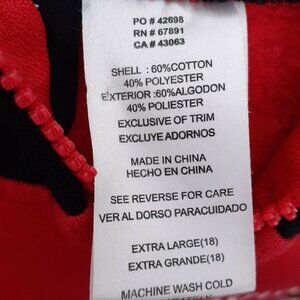 PO # 42698
RN # 67891
CA # 43063
SHELL : 60%COTTON
40% POLYESTER
EXTERIOR :60%ALGODON
40% POLIESTER
EXCLUSIVE OF TRIM
EXCLUYE ADORNOS
MADE IN CHINA
HECHO EN CHINA
SEE REVERSE FOR CARE
VER AL DORSO PARACUIDADO
EXTRA LARGE(18)
EXTRA GRANDE(18)
MACHINE WASH COLD